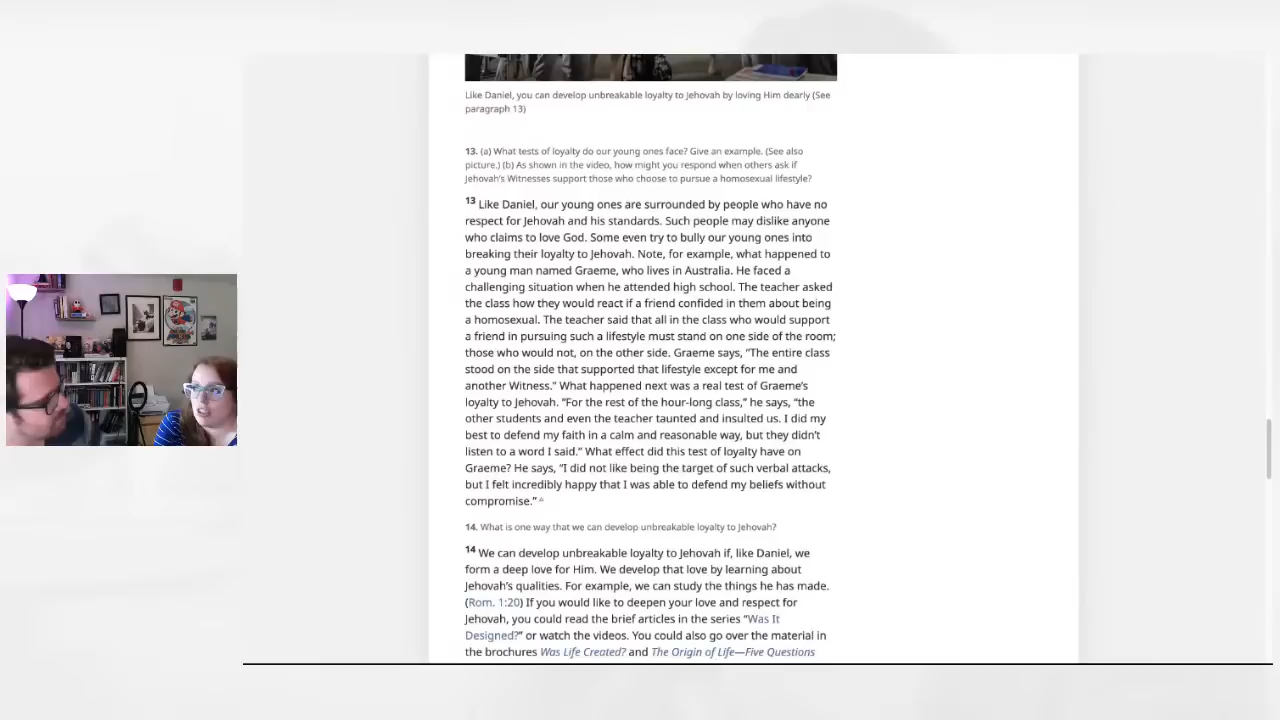 Like Daniel, you can develop unbreakable loyalty to Jehovah by loving Him dearly (See
paragraph 13)
13. (a) What tests of loyalty do our young ones face? Give an example. (See also
picture.) (b) As shown in the video, how might you respond when others ask if
Jehovah's Witnesses support those who choose to pursue a homosexual lifestyle?
13 Like Daniel, our young ones are surrounded by people who have no
respect for Jehovah and his standards. Such people may dislike anyone
who claims to love God. Some even try to bully our young ones into
breaking their loyalty to Jehovah. Note, for example, what happened to
a young man named Graeme, who lives in Australia. He faced a
challenging situation when he attended high school. The teacher asked
the class how they would react if a friend confided in them about being
a homosexual. The teacher said that all in the class who would support
a friend in pursuing such a lifestyle must stand on one side of the room;
those who would not, on the other side. Graeme says, "The entire class
stood on the side that supported that lifestyle except for me and
another Witness." What happened next was a real test of Graeme's
loyalty to Jehovah. "For the rest of the hour-long class," he says, "the
other students and even the teacher taunted and insulted us. I did my
best to defend my faith in a calm and reasonable way, but they didn't
listen to a word I said." What effect did this test of loyalty have on
Graeme? He says, "I did not like being the target of such verbal attacks,
but I felt incredibly happy that I was able to defend my beliefs without
compromise."
14. What is one way that we can develop unbreakable loyalty to Jehovah?
14 We can develop unbreakable loyalty to Jehovah if, like Daniel, we
form a deep love for Him. We develop that love by learning about
Jehovah's qualities. For example, we can study the things he has made.
(Rom. 1:20) If you would like to deepen your love and respect for
Jehovah, you could read the brief articles in the series "Was It
Designed?" or watch the videos. You could also go over the material in
the brochures Was Life Created? and The Origin of Life—Five Questions